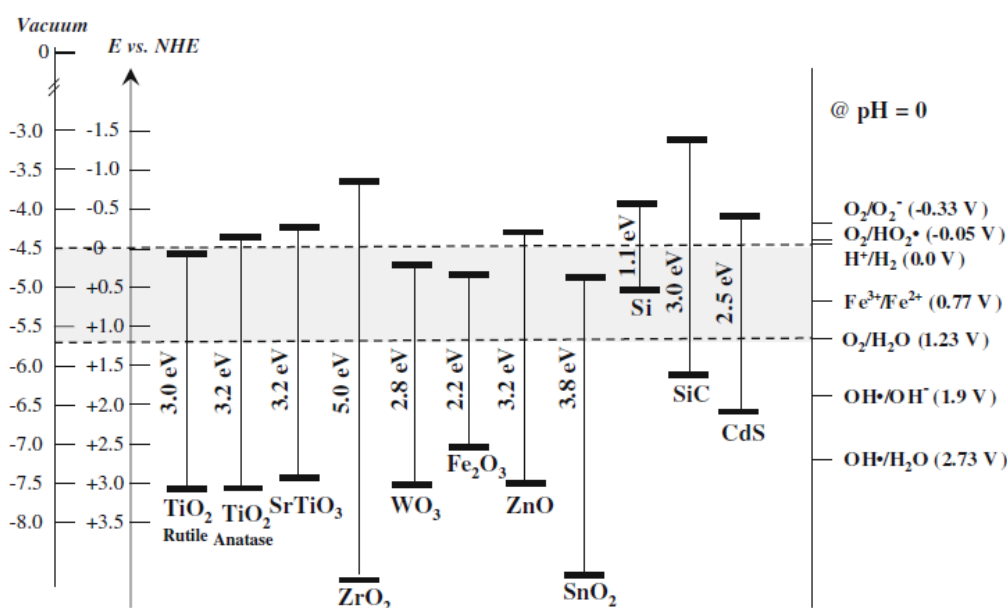 Vacuum
E vs. NHE
0
-3.0
-3.5
-4.0
-4.5
-5.0
-5.5
-6.0
-6.5
-7.0
-7.5
-8.0
-1.5
-1.0
-0.5
-0
+0.5
+1.0
+1.5
+2.0
+2.5
+3.0
+3.5
3.0 eV
3.2 eV
3.2 eV
5.0 eV
2.8 eV
2.2 eV
3.2 eV
3.8 eV
1.1 eV
3.0 eV
2.5 eV
TiO₂
Rutile
TiO₂
Anatase
SrTiO₃
ZrO₂
WO₃
Fe₂O₃
ZnO
SnO₂
Si
SiC
CdS
@ pH = 0
O₂/O₂⁻ (-0.33 V)
O₂/HO₂• (-0.05 V)
H⁺/H₂ (0.0 V)
Fe³⁺/Fe²⁺ (0.77 V)
O₂/H₂O (1.23 V)
OH•/OH⁻ (1.9 V)
OH•/H₂O (2.73 V)